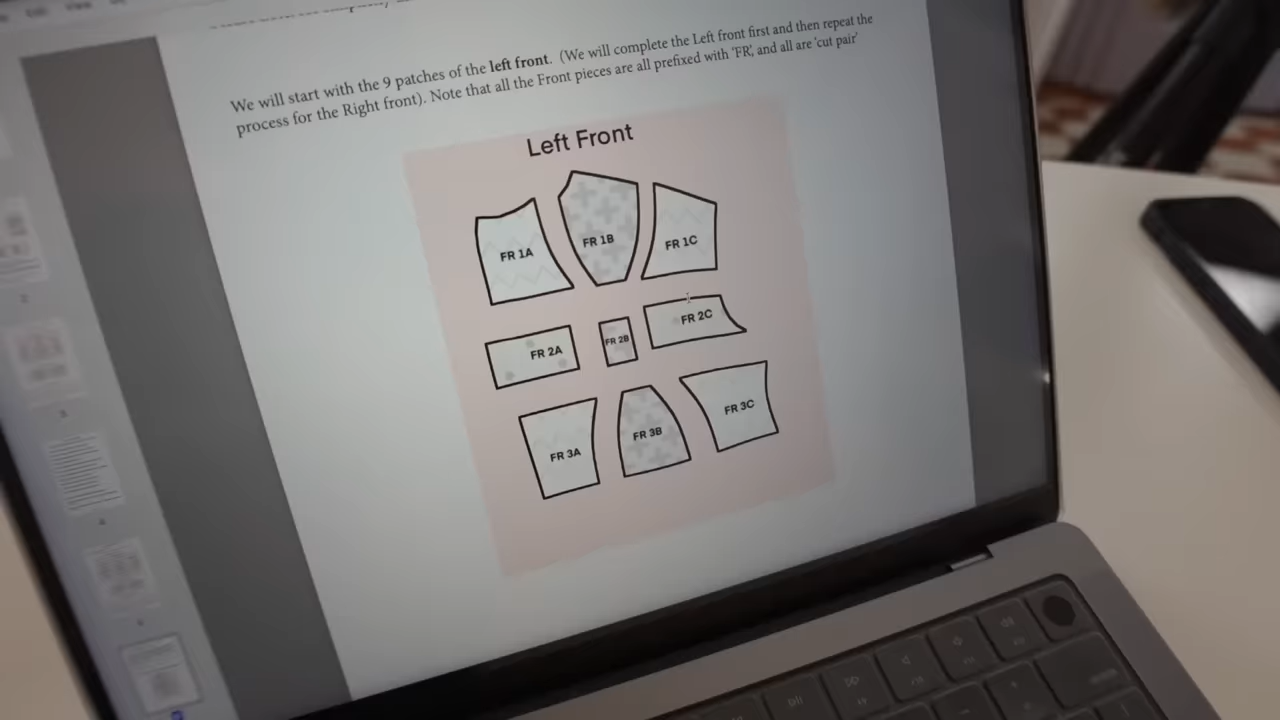 We will start with the 9 patches of the left front. (We will complete the Left front first and then repeat the
process for the Right front). Note that all the Front pieces are all prefixed with 'FR', and all are 'cut pair'
Left Front
FR 1A
FR 1B
FR 1C
FR 2A
FR 2B
FR 2C
FR 3A
FR 3B
FR 3C